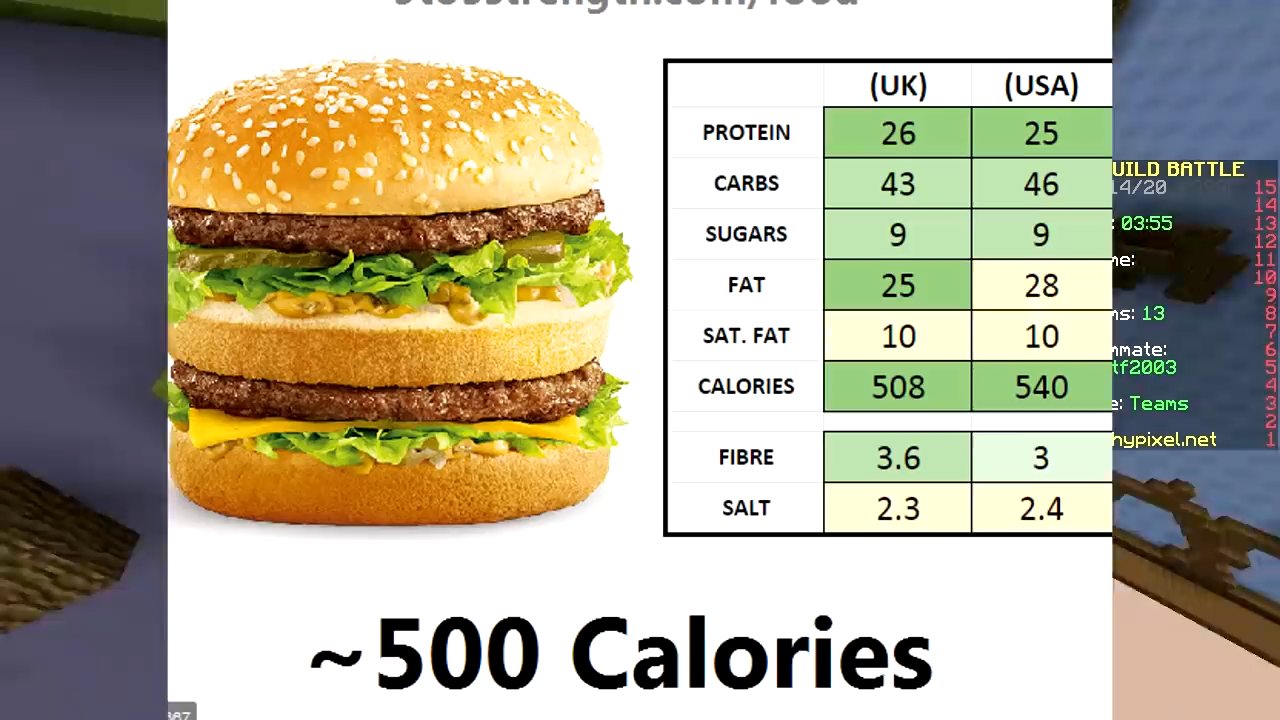 (UK) (USA)
PROTEIN 26 25
CARBS 43 46
SUGARS 9 9
FAT 25 28
SAT. FAT 10 10
CALORIES 508 540
FIBRE 3.6 3
SALT 2.3 2.4
~500 Calories
UILD BATTLE
14/20 15
14
: 03:55 13
12
me: 11
10
9
ms: 13 8
7
mmate: 6
tf2003 5
4
e: Teams 3
2
hypixel.net 1